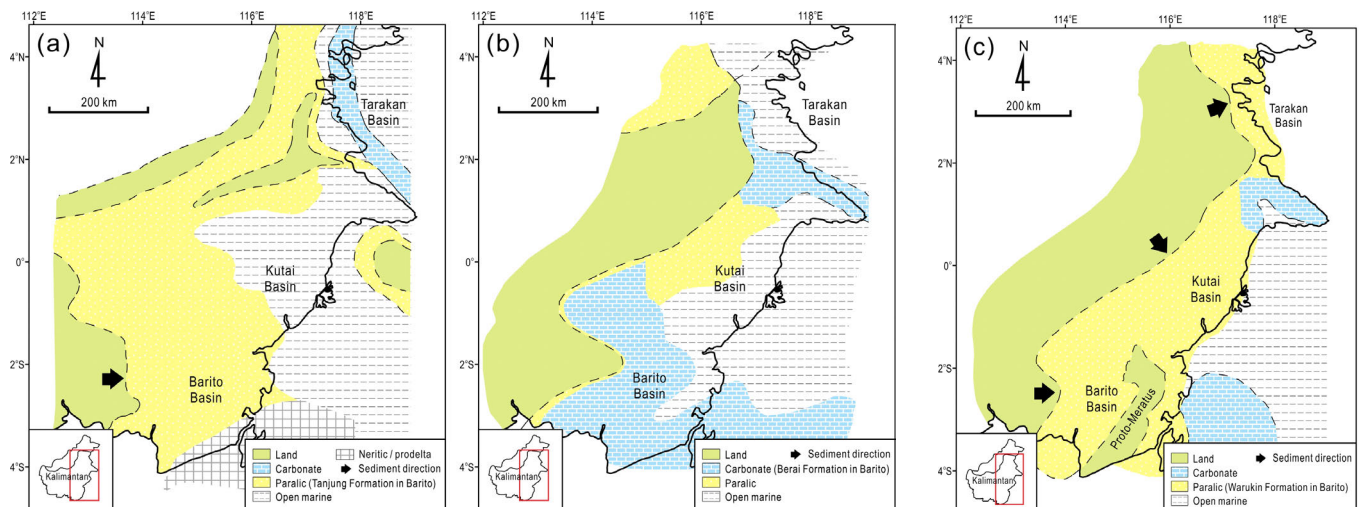 112°E 114°E 116°E 118°E
(a)
N
4°N
200 km
Tarakan
Basin
2°N
0°
Kutai
Basin
2°S
Barito
Basin
4°S
Kalimantan
Land
Carbonate
Paralic (Tanjung Formation in Barito)
Open marine
Neritic / prodelta
Sediment direction
112°E 114°E 116°E 118°E
(b)
N
4°N
200 km
Tarakan
Basin
2°N
0°
Kutai
Basin
2°S
Barito
Basin
4°S
Kalimantan
Land
Carbonate (Berai Formation in Barito)
Paralic
Open marine
Sediment direction
112°E 114°E 116°E 118°E
(c)
N
4°N
200 km
Tarakan
Basin
2°N
0°
Kutai
Basin
2°S
Barito
Basin
Proto-Meratus
4°S
Kalimantan
Land
Carbonate
Paralic (Warukin Formation in Barito)
Open marine
Sediment direction